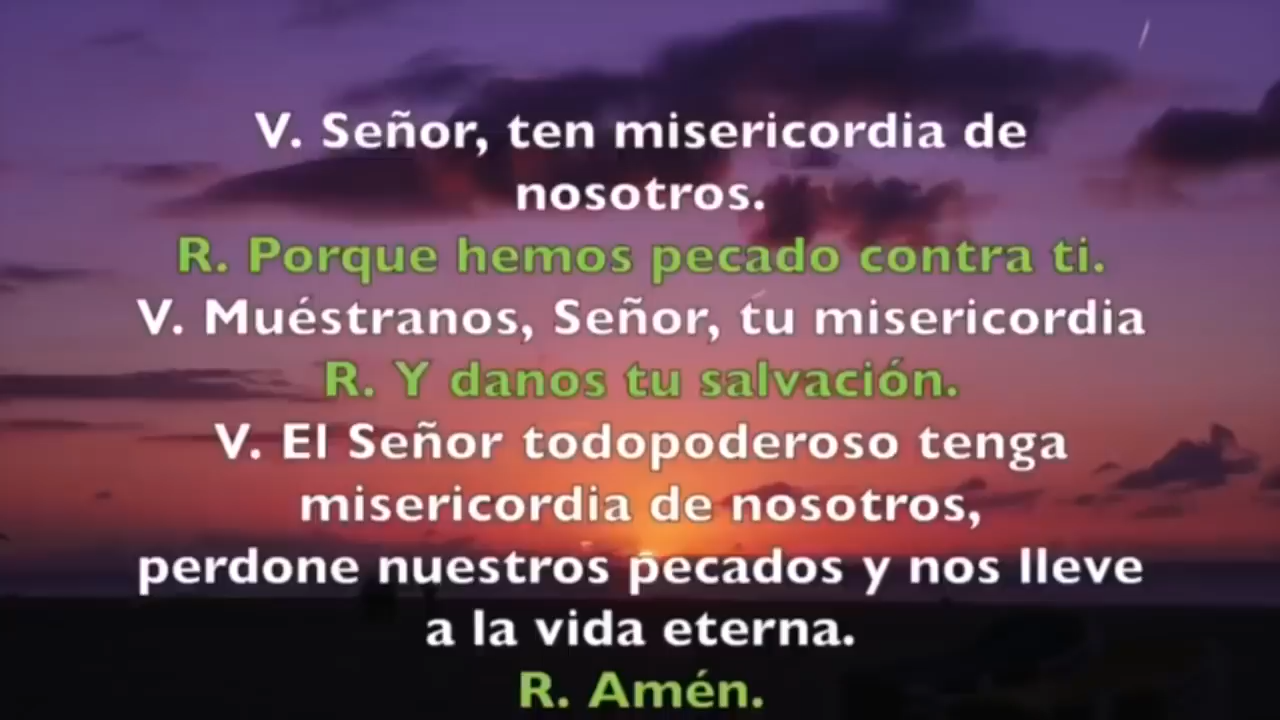 V. Señor, ten misericordia de
nosotros.
R. Porque hemos pecado contra ti.
V. Muéstranos, Señor, tu misericordia
R. Y danos tu salvación.
V. El Señor todopoderoso tenga
misericordia de nosotros,
perdone nuestros pecados y nos lleve
a la vida eterna.
R. Amén.